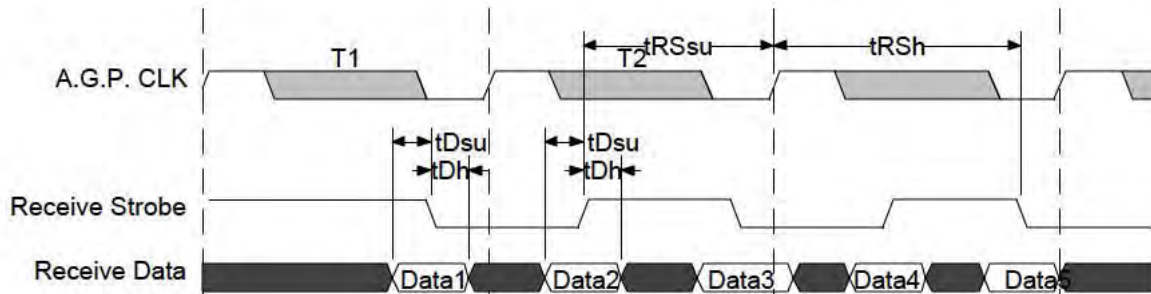 tRSsu tRSh
T1 T2
A.G.P. CLK
tDsu tDsu
tDh tDh
Receive Strobe
Receive Data Data1 Data2 Data3 Data4 Data5